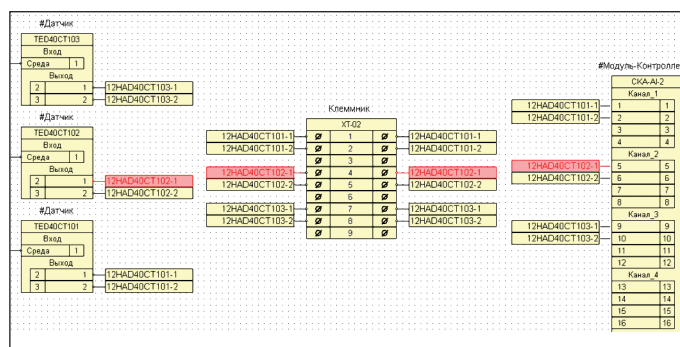 #Датчик
TED40CT103
Вход
Среда 1
Выход
2 1 12HAD40CT103-1
3 2 12HAD40CT103-2
#Датчик
TED40CT102
Вход
Среда 1
Выход
2 1 12HAD40CT102-1
3 2 12HAD40CT102-2
#Датчик
TED40CT101
Вход
Среда 1
Выход
2 1 12HAD40CT101-1
3 2 12HAD40CT101-2
Клеммник
XT-02
12HAD40CT101-1 1 12HAD40CT101-1
12HAD40CT101-2 2 12HAD40CT101-2
3
12HAD40CT102-1 4 12HAD40CT102-1
12HAD40CT102-2 5 12HAD40CT102-2
6
12HAD40CT103-1 7 12HAD40CT103-1
12HAD40CT103-2 8 12HAD40CT103-2
9
#Модуль-Контролле
СКА-AI-2
Канал_1
12HAD40CT101-1 1 1
12HAD40CT101-2 2 2
3 3
4 4
Канал_2
12HAD40CT102-1 5 5
12HAD40CT102-2 6 6
7 7
8 8
Канал_3
12HAD40CT103-1 9 9
12HAD40CT103-2 10 10
11 11
12 12
Канал_4
13 13
14 14
15 15
16 16